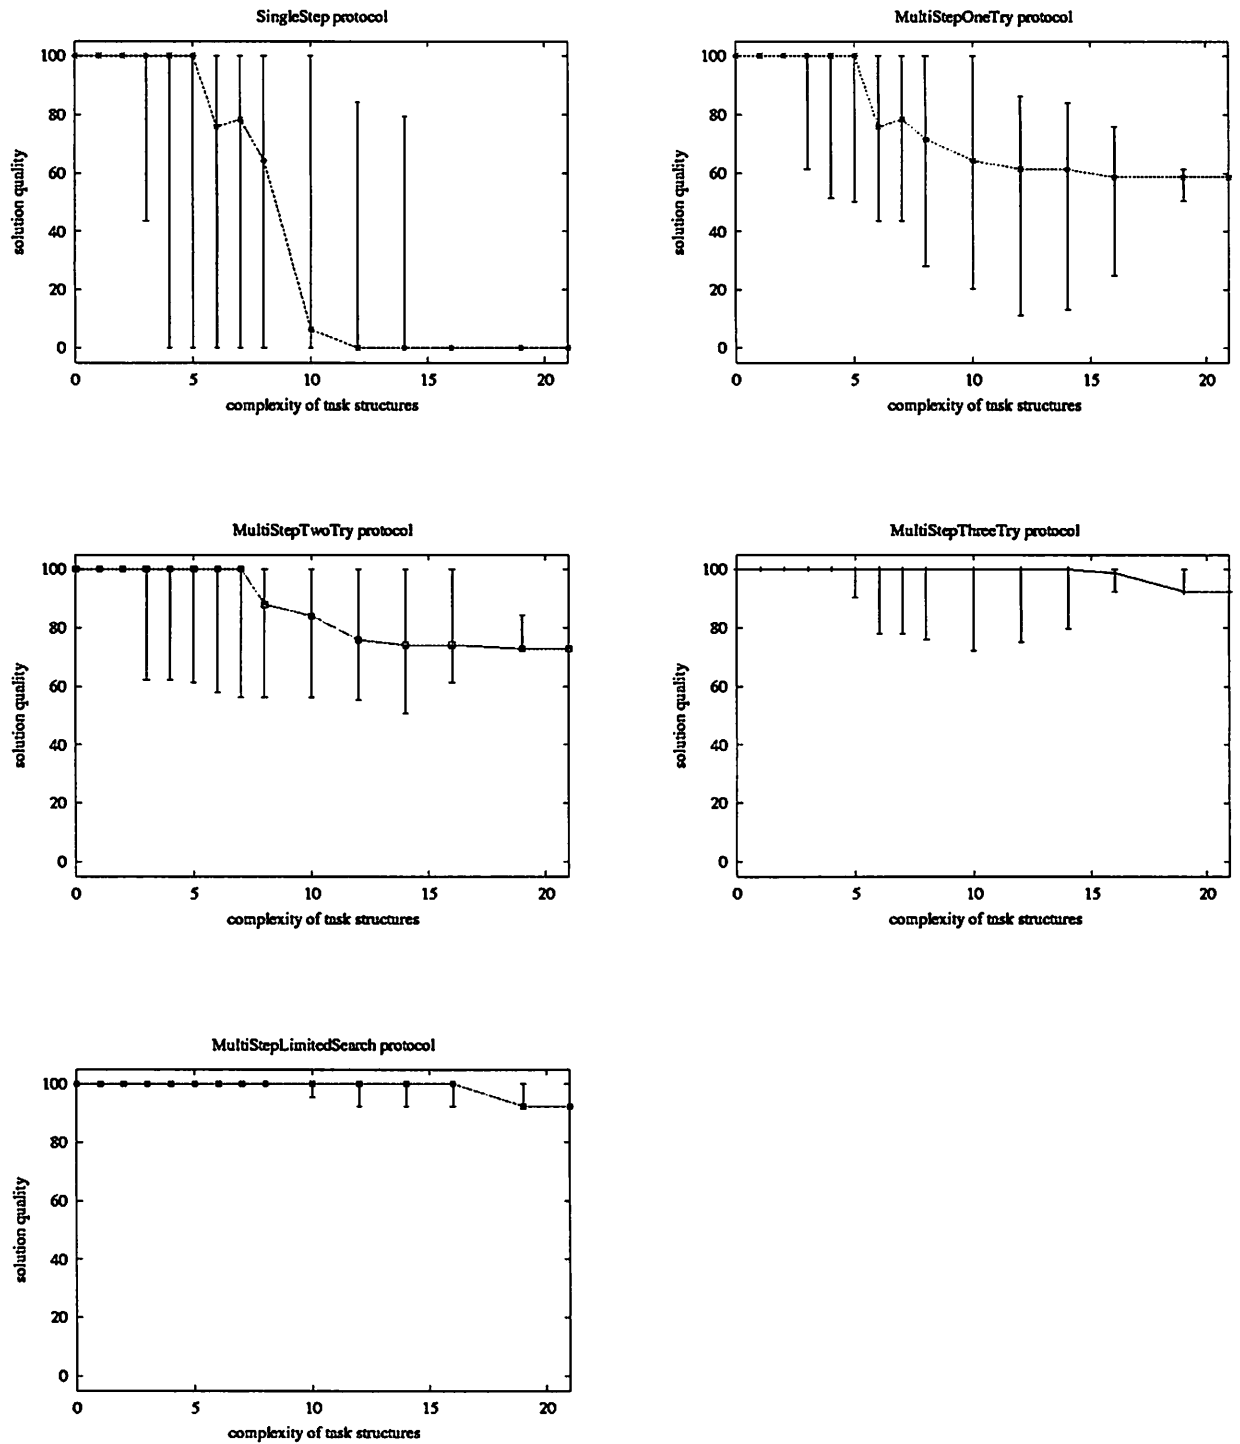 SingleStep protocol
100
80
60
40
20
0
solution quality
0 5 10 15 20
complexity of task structures
MultiStepOneTry protocol
100
80
60
40
20
0
solution quality
0 5 10 15 20
complexity of task structures
MultiStepTwoTry protocol
100
80
60
40
20
0
solution quality
0 5 10 15 20
complexity of task structures
MultiStepThreeTry protocol
100
80
60
40
20
0
solution quality
0 5 10 15 20
complexity of task structures
MultiStepLimitedSearch protocol
100
80
60
40
20
0
solution quality
0 5 10 15 20
complexity of task structures